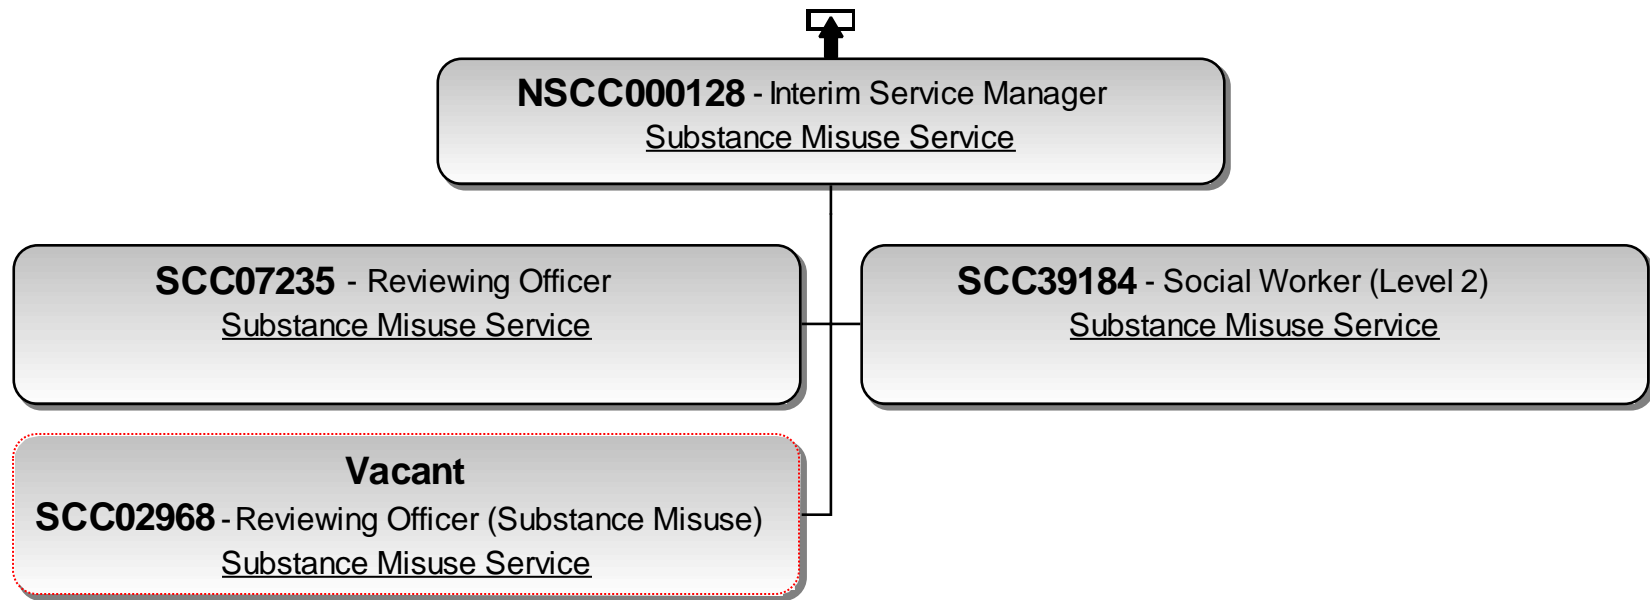 NSCC000128 - Interim Service Manager
Substance Misuse Service
SCC07235 - Reviewing Officer
Substance Misuse Service
SCC39184 - Social Worker (Level 2)
Substance Misuse Service
Vacant
SCC02968 - Reviewing Officer (Substance Misuse)
Substance Misuse Service